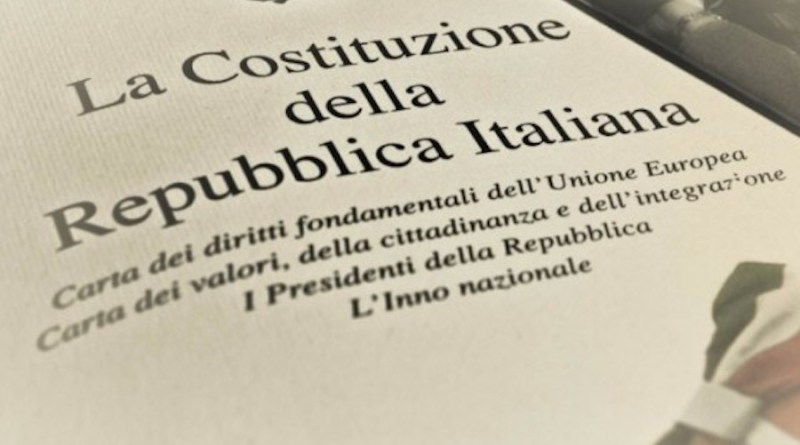 La Costituzione
della
Repubblica Italiana
Carta dei diritti fondamentali dell'Unione Europea
Carta dei valori, della cittadinanza e dell'integrazione
I Presidenti della Repubblica
L'Inno nazionale